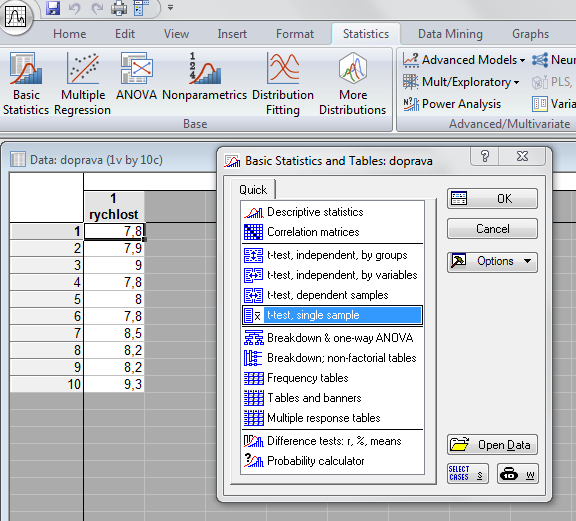 Home Edit View Insert Format Statistics Data Mining Graphs
Basic Statistics
Multiple Regression
ANOVA
Nonparametrics
Distribution Fitting
More Distributions
Base
Advanced Models
Mult/Exploratory
Power Analysis
Neur
PLS,
Varia
Advanced/Multivariate
Data: doprava (1v by 10c)
1
rychlost
1 7,8
2 7,9
3 9
4 7,8
5 8
6 7,8
7 8,5
8 8,2
9 8,2
10 9,3
Basic Statistics and Tables: doprava
Quick
Descriptive statistics
Correlation matrices
t-test, independent, by groups
t-test, independent, by variables
t-test, dependent samples
t-test, single sample
Breakdown & one-way ANOVA
Breakdown; non-factorial tables
Frequency tables
Tables and banners
Multiple response tables
Difference tests: r, %, means
Probability calculator
OK
Cancel
Options
Open Data
SELECT CASES S
W